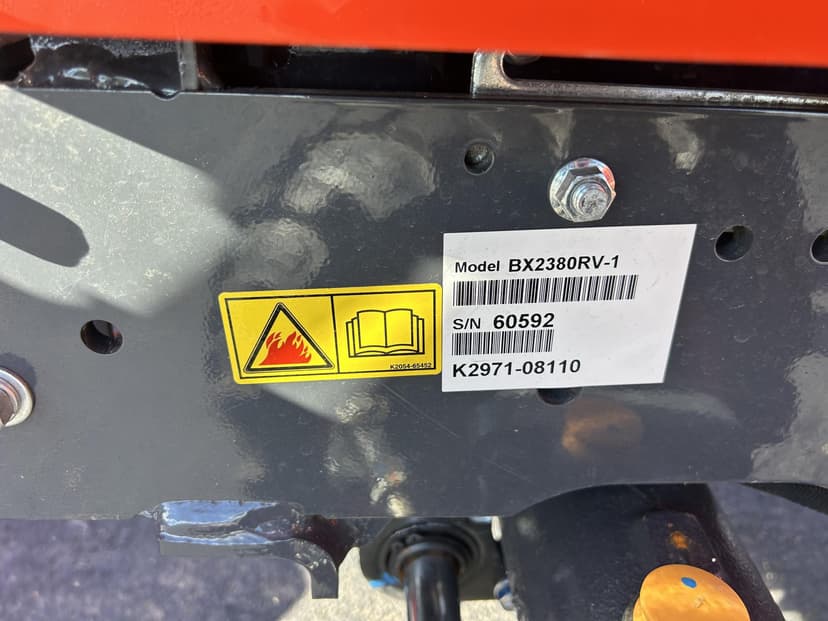 Model BX2380RV-1
S/N 60592
K2971-08110
K2054-65452